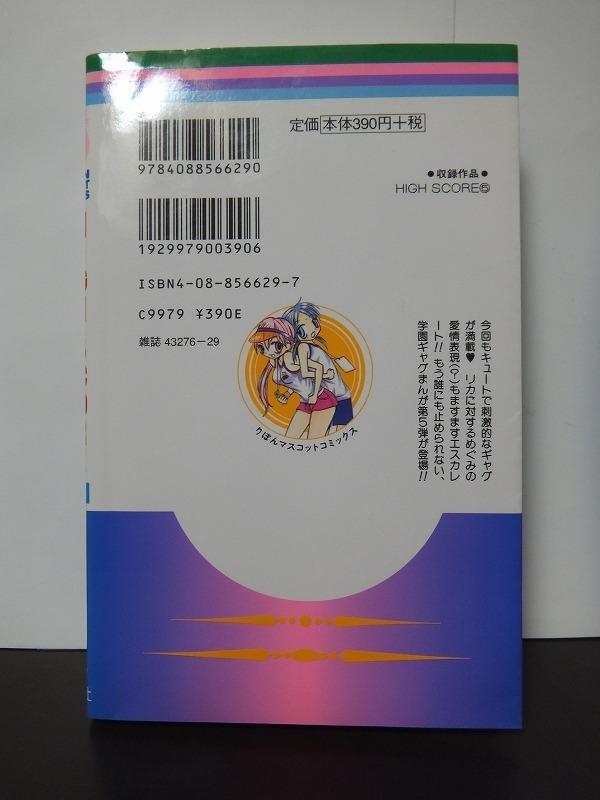 定価 本体390円+税
9784088566290
●収録作品●
HIGH SCORE⑤
1929979003906
ISBN4-08-856629-7
C9979 ¥390E
雑誌 43276-29
今回もキュートで刺激的なギャグ
が満載♥ リカに対するめぐみの
愛情表現(?)もますますエスカレ
ート!! もう誰にも止められない、
学園ギャグまんが第5弾が登場!!
りぼんマスコットコミックス